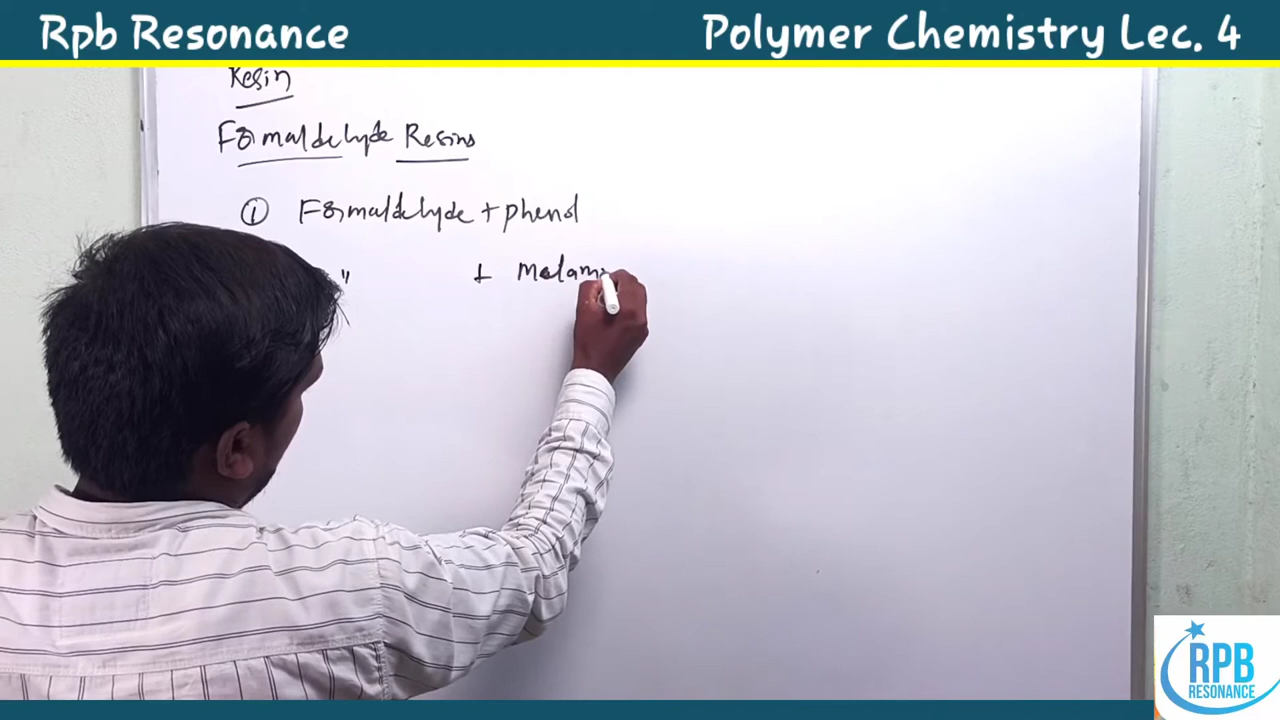 Rpb Resonance
Polymer Chemistry Lec. 4
Resin
Formaldehyde Resins
① Formaldehyde + phenol
" + Melam
RPB
RESONANCE